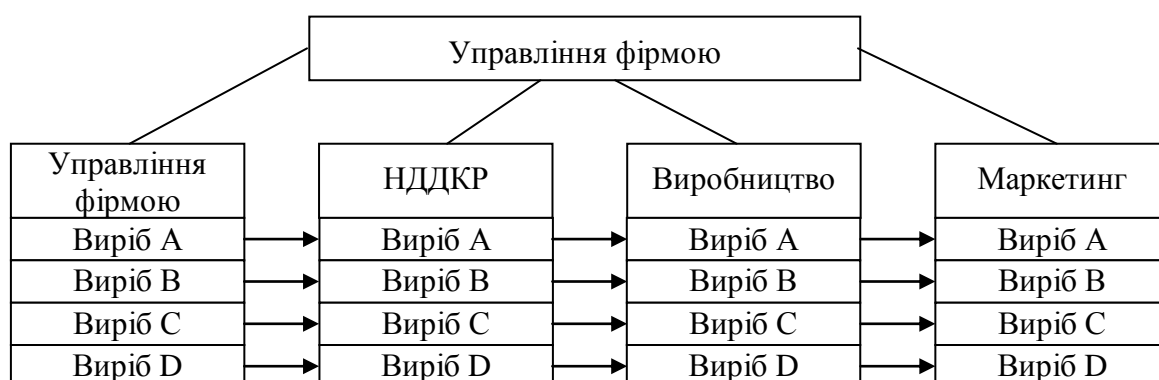 Управління фірмою
Управління
фірмою
НДДКР
Виробництво
Маркетинг
Виріб А
Виріб А
Виріб А
Виріб А
Виріб В
Виріб В
Виріб В
Виріб В
Виріб С
Виріб С
Виріб С
Виріб С
Виріб D
Виріб D
Виріб D
Виріб D